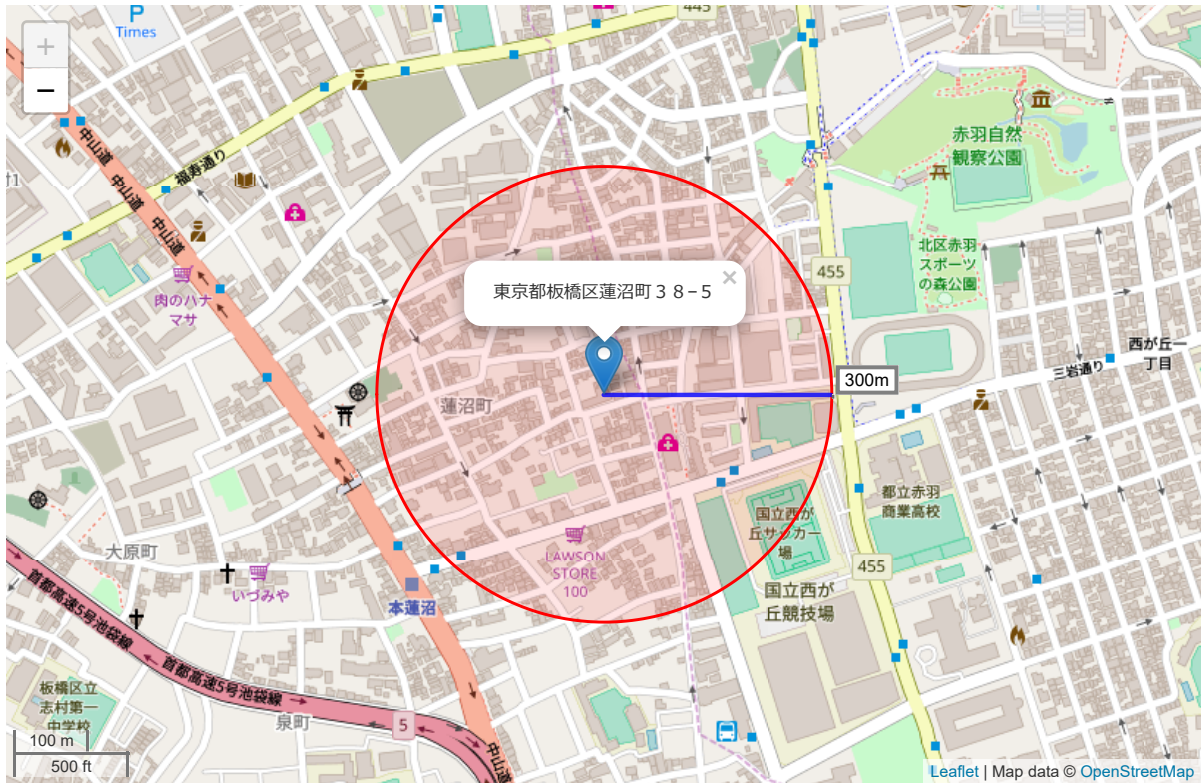 P
Times
445
+
−
中山道
福寿通り
赤羽自然
観察公園
中山道
中山道
北区赤羽
スポーツ
の森公園
455
肉のハナ
マサ
東京都板橋区蓮沼町３８−５
×
西が丘一
丁目
三岩通り
300m
蓮沼町
都立赤羽
商業高校
国立西が
丘サッカー
場
大原町
LAWSON
STORE
100
455
首都高速5号池袋線
いづみや
本蓮沼
国立西が
丘競技場
首都高速5号池袋線
板橋区立
志村第一
中学校
泉町
5
中山道
100 m
500 ft
Leaflet | Map data © OpenStreetMap